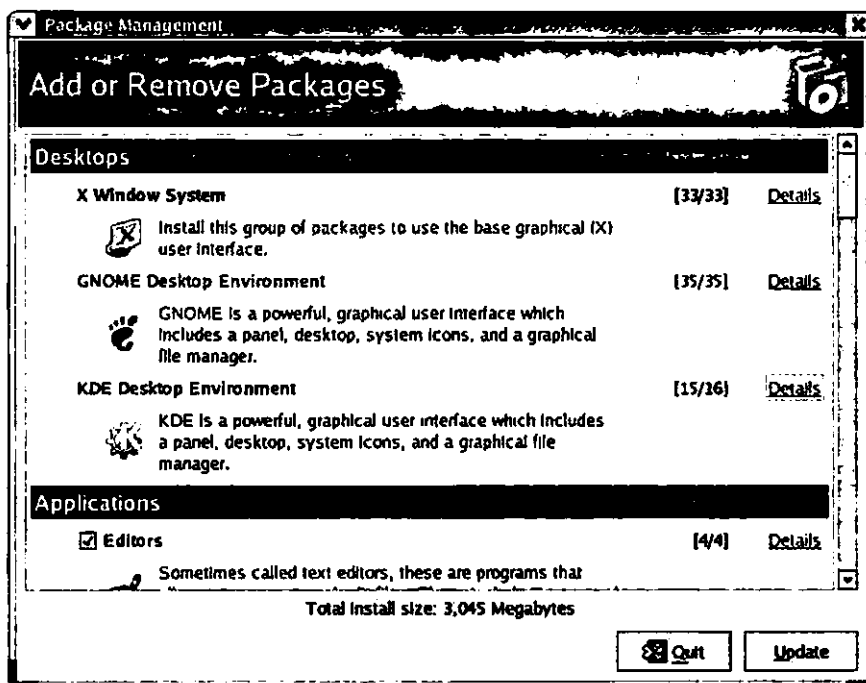 Package Management
Add or Remove Packages
Desktops
X Window System [33/33] Details
Install this group of packages to use the base graphical (X)
user interface.
GNOME Desktop Environment [35/35] Details
GNOME is a powerful, graphical user interface which
includes a panel, desktop, system icons, and a graphical
file manager.
KDE Desktop Environment [15/16] Details
KDE is a powerful, graphical user interface which includes
a panel, desktop, system icons, and a graphical file
manager.
Applications
Editors [4/4] Details
Sometimes called text editors, these are programs that
Total install size: 3,045 Megabytes
Quit Update